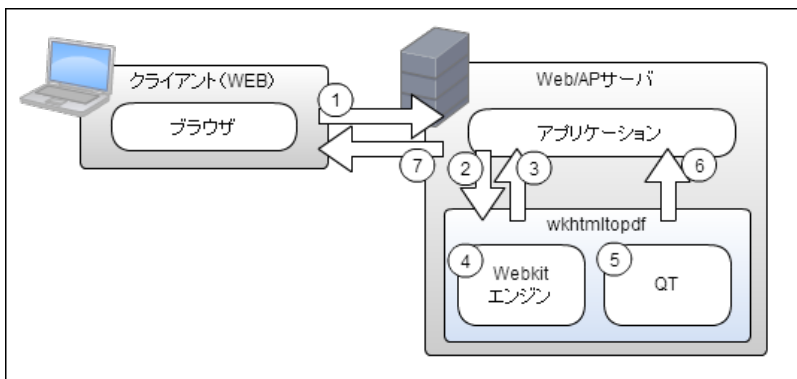 クライアント(WEB)
ブラウザ
1
7
Web/APサーバ
アプリケーション
2
3
6
wkhtmltopdf
4
Webkit
エンジン
5
QT